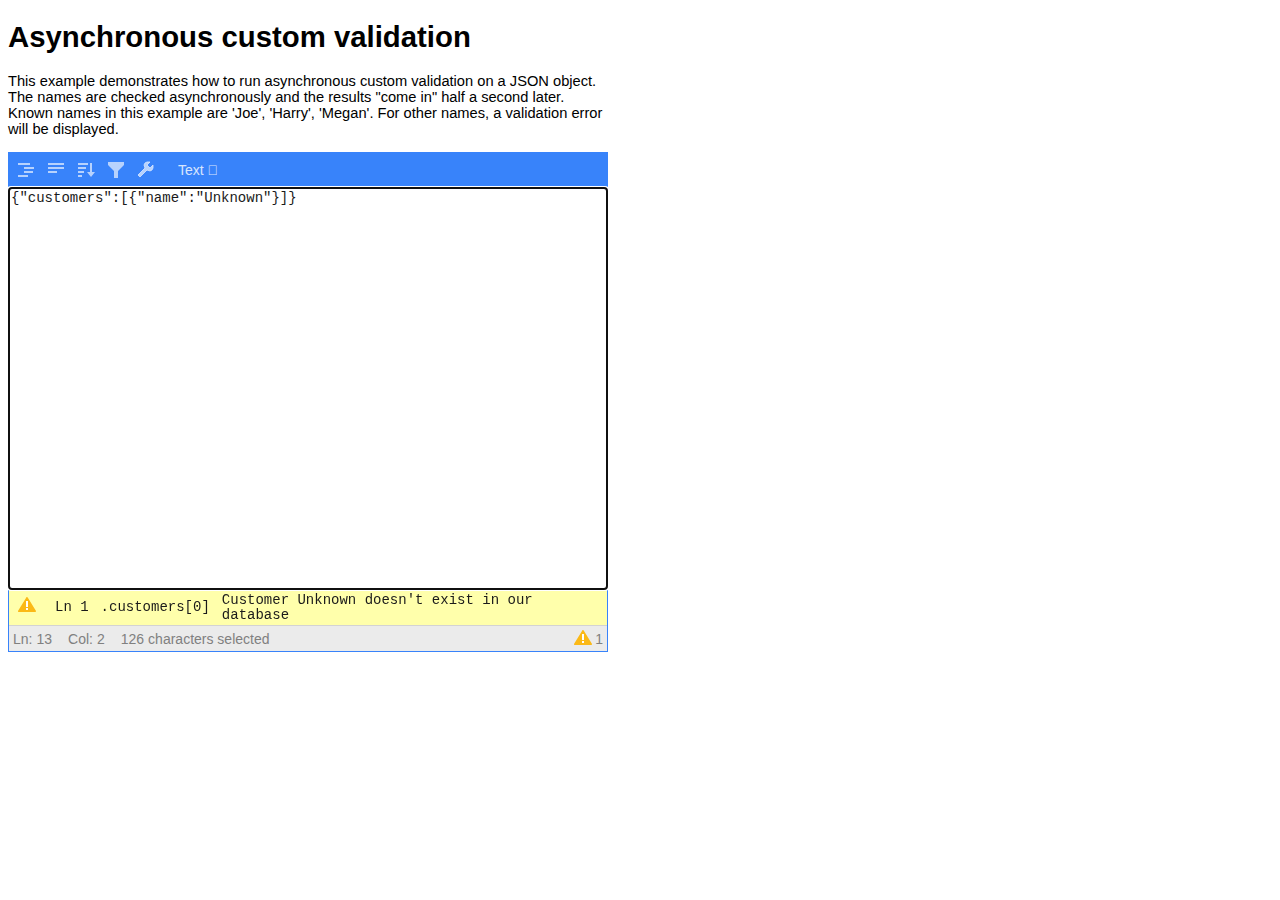 Asynchronous custom validation
This example demonstrates how to run asynchronous custom validation on a JSON object.
The names are checked asynchronously and the results "come in" half a second later.
Known names in this example are 'Joe', 'Harry', 'Megan'. For other names, a validation error
will be displayed.
Text
{"customers":[{"name":"Unknown"}]}
Ln 1 .customers[0] Customer Unknown doesn't exist in our
database
Ln: 13 Col: 2 126 characters selected 1